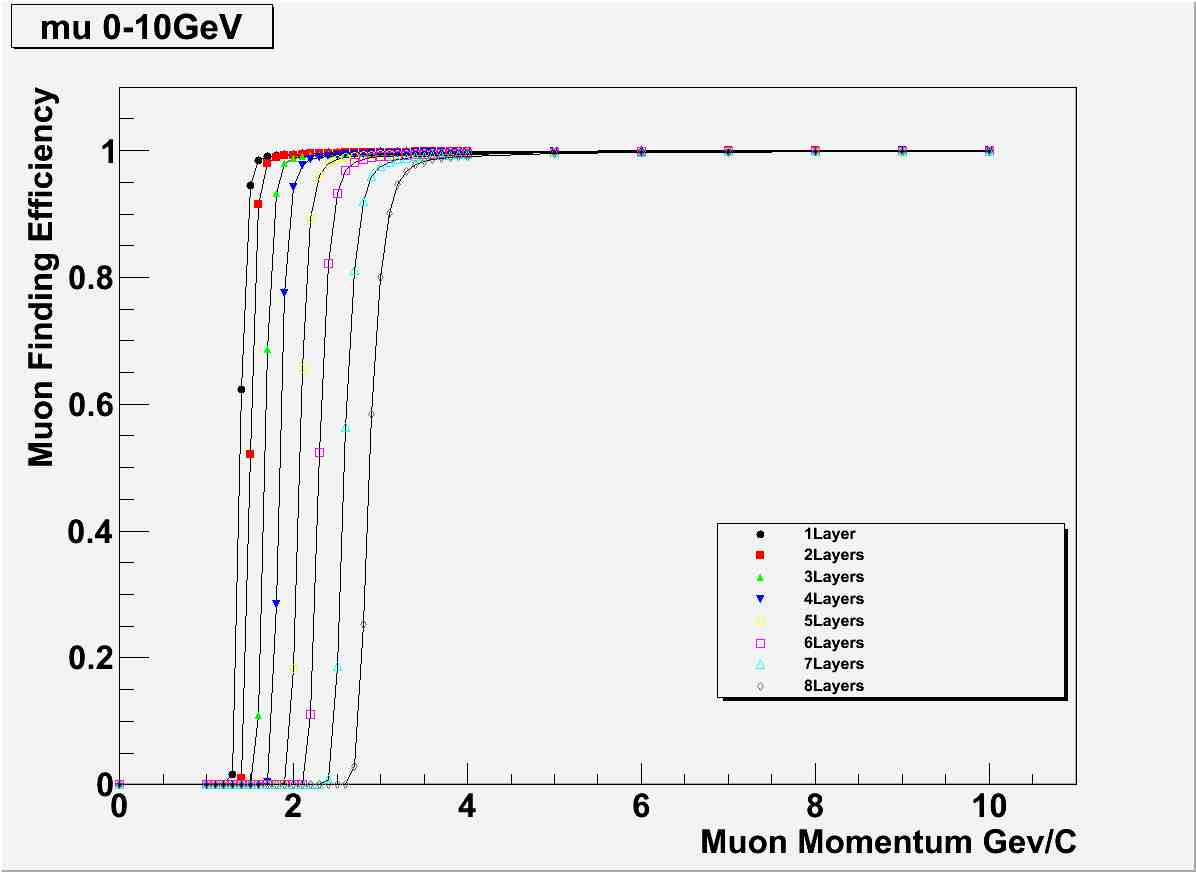 mu 0-10GeV
Muon Finding Efficiency
1
0.8
0.6
0.4
0.2
0
0 2 4 6 8 10
Muon Momentum Gev/C
1Layer
2Layers
3Layers
4Layers
5Layers
6Layers
7Layers
8Layers